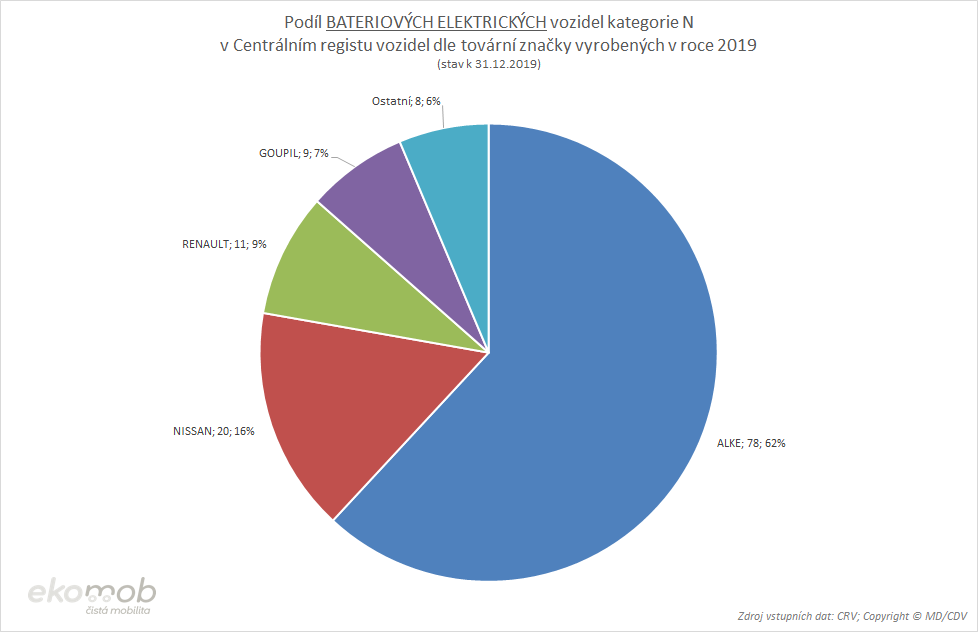 Podíl BATERIOVÝCH ELEKTRICKÝCH vozidel kategorie N
v Centrálním registu vozidel dle tovární značky vyrobených v roce 2019
(stav k 31.12.2019)
Ostatní; 8; 6%
GOUPIL; 9; 7%
RENAULT; 11; 9%
NISSAN; 20; 16%
ALKE; 78; 62%
ekomob
čistá mobilita
Zdroj vstupních dat: CRV; Copyright © MD/CDV